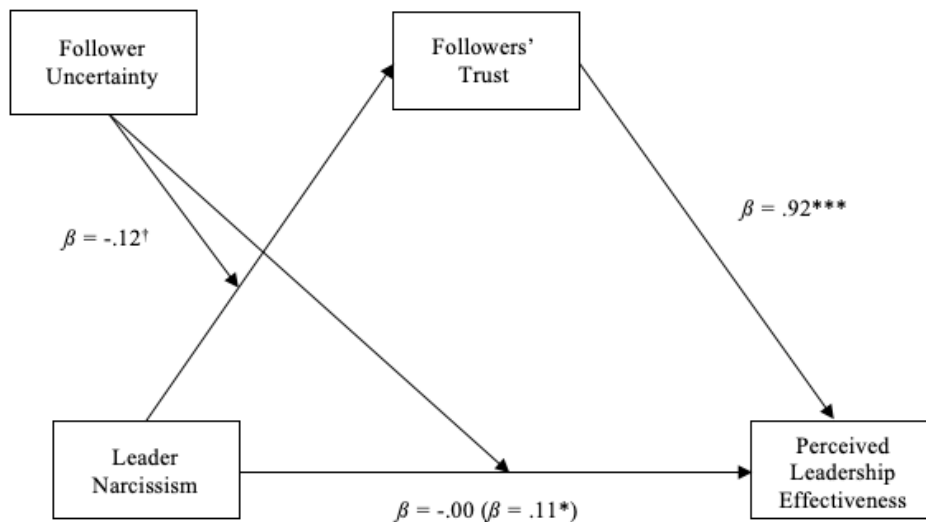 Follower
Uncertainty
Followers'
Trust
β = -.12†
β = .92***
Leader
Narcissism
Perceived
Leadership
Effectiveness
β = -.00 (β = .11*)